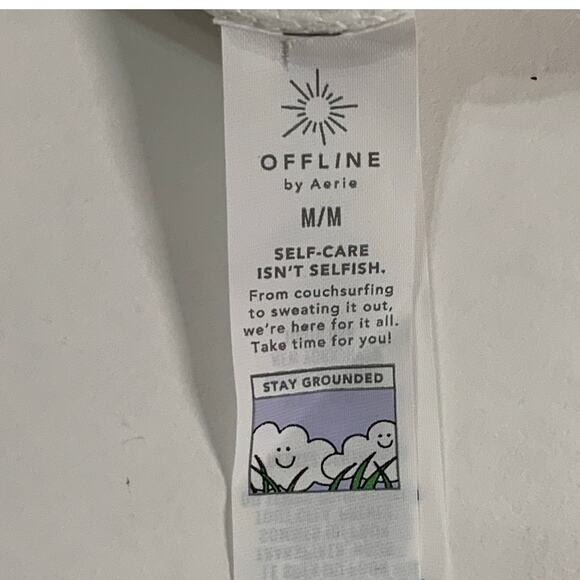 OFFLINE
by Aerie
M/M
SELF-CARE
ISN'T SELFISH.
From couchsurfing
to sweating it out,
we're here for it all.
Take time for you!
STAY GROUNDED